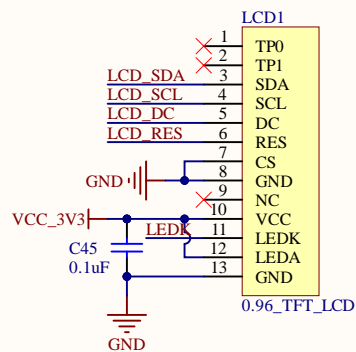 LCD1
1 TP0
2 TP1
LCD_SDA 3 SDA
LCD_SCL 4 SCL
LCD_DC 5 DC
LCD_RES 6 RES
7 CS
GND 8 GND
9 NC
VCC_3V3 10 VCC
LEDK 11 LEDK
C45 12 LEDA
0.1uF 13 GND
0.96_TFT_LCD
GND